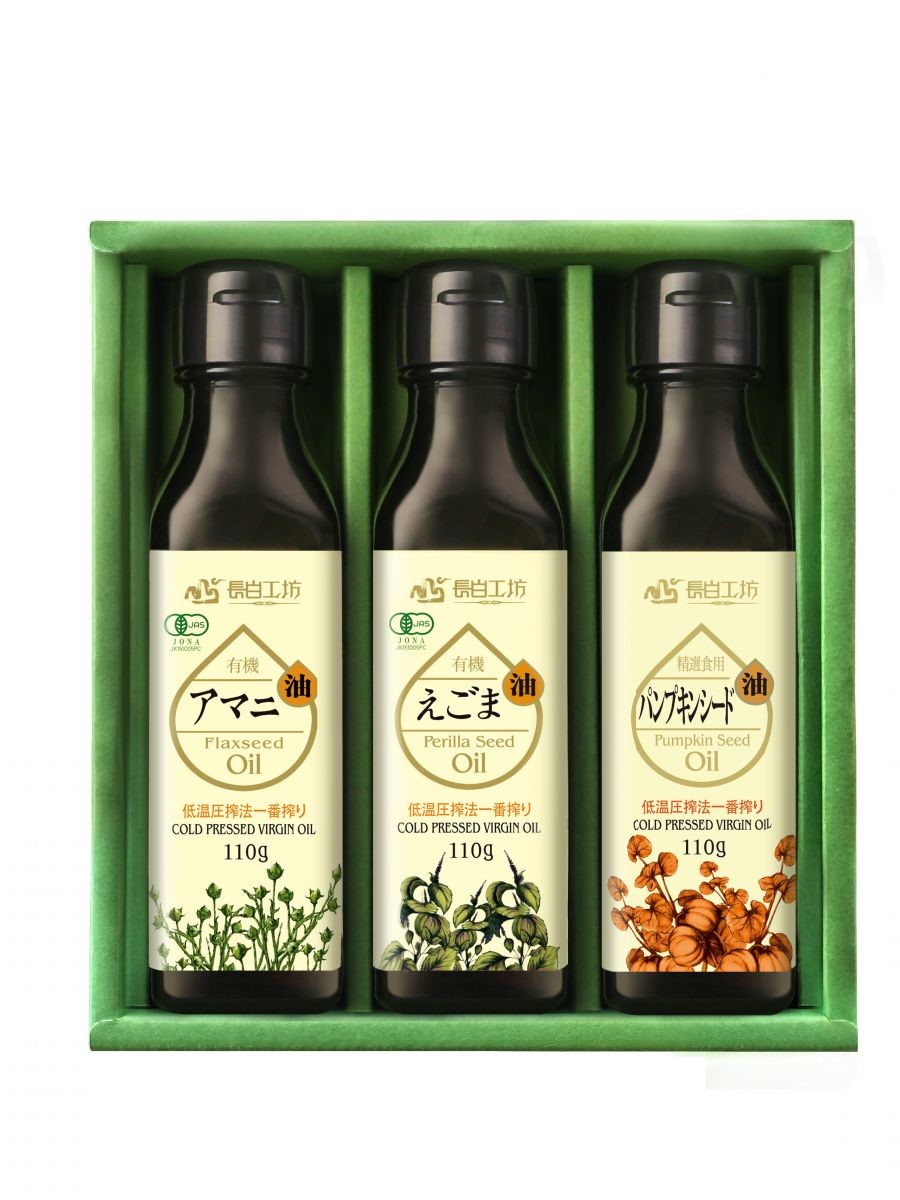 長白工坊
JAS
JONA
JK151005PC
有機
アマニ油
Flaxseed
Oil
低温圧搾法一番搾り
COLD PRESSED VIRGIN OIL
110g
長白工坊
JAS
JONA
JK151005PC
有機
えごま油
Perilla Seed
Oil
低温圧搾法一番搾り
COLD PRESSED VIRGIN OIL
110g
長白工坊
精選食用
パンプキンシード油
Pumpkin Seed
Oil
低温圧搾法一番搾り
COLD PRESSED VIRGIN OIL
110g